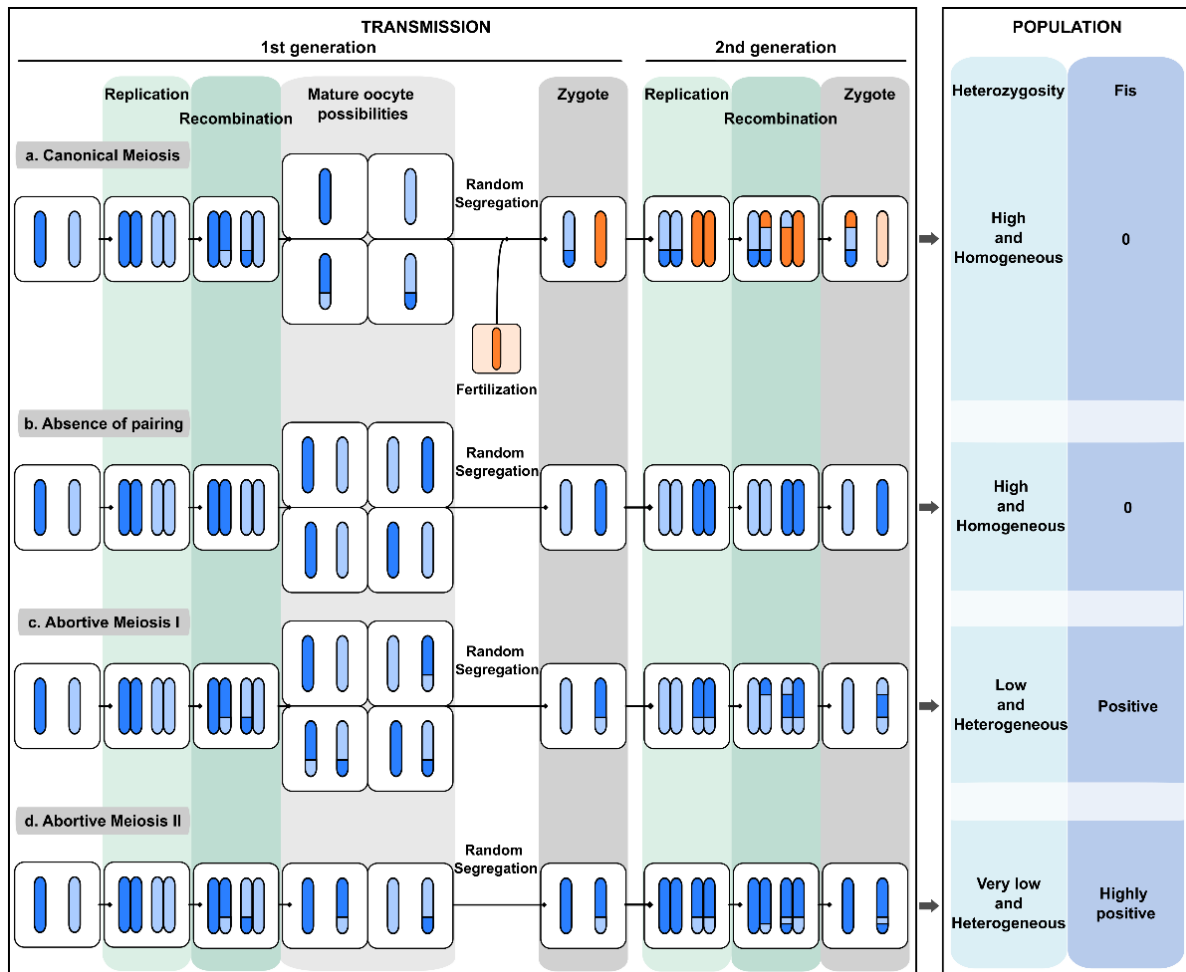 TRANSMISSION
1st generation
2nd generation
Replication
Recombination
Mature oocyte
possibilities
Zygote
Replication
Recombination
Zygote
POPULATION
Heterozygosity
Fis
a. Canonical Meiosis
Random
Segregation
Fertilization
High
and
Homogeneous
0
b. Absence of pairing
Random
Segregation
High
and
Homogeneous
0
c. Abortive Meiosis I
Random
Segregation
Low
and
Heterogeneous
Positive
d. Abortive Meiosis II
Random
Segregation
Very low
and
Heterogeneous
Highly
positive